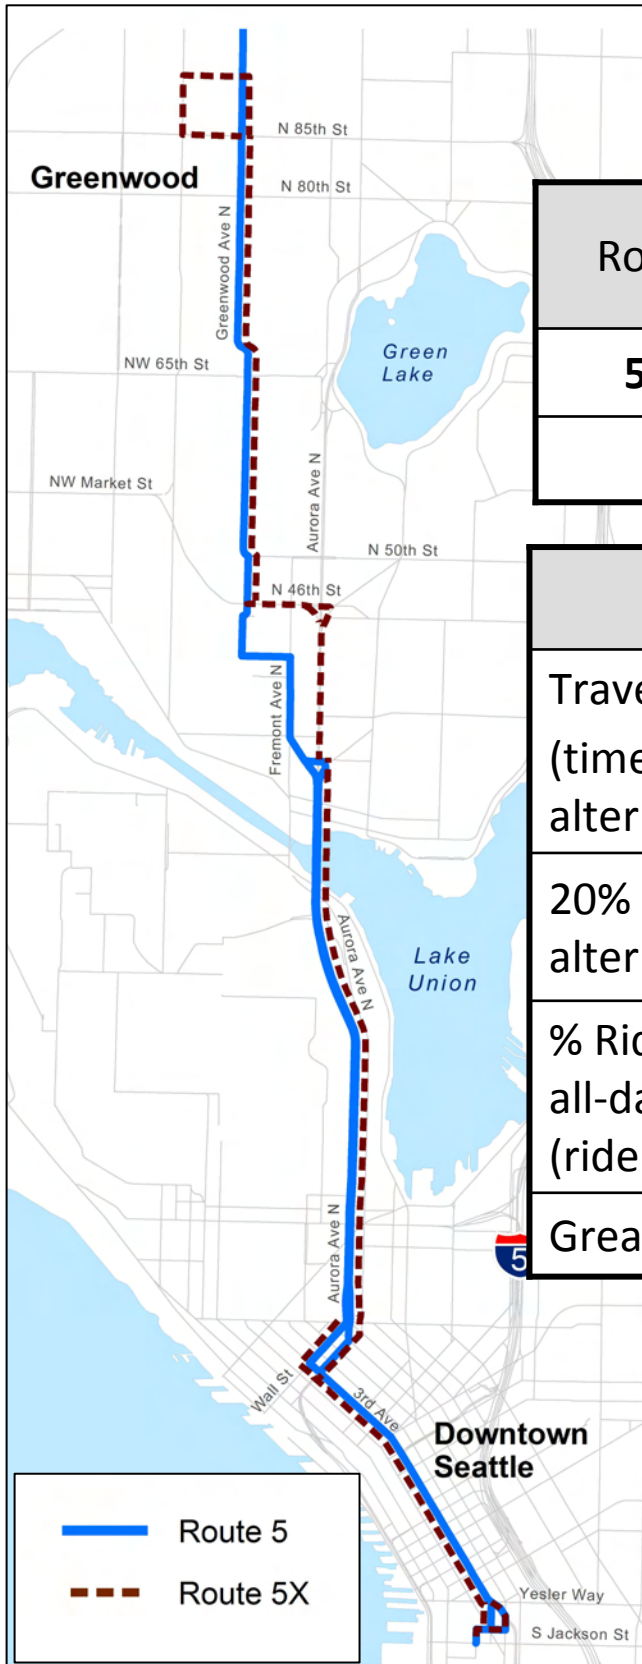 N 85th St
Greenwood
N 80th St
Greenwood Ave N
Green
Lake
NW 65th St
Aurora Ave N
NW Market St
N 50th St
N 46th St
Fremont Ave N
Aurora Ave N
Lake
Union
Aurora Ave N
5
Wall St
3rd Ave
Downtown
Seattle
Yesler Way
S Jackson St
Route 5
Route 5X
Ro
5
Trave
(time
alter
20%
alter
% Rid
all-da
(ride
Grea